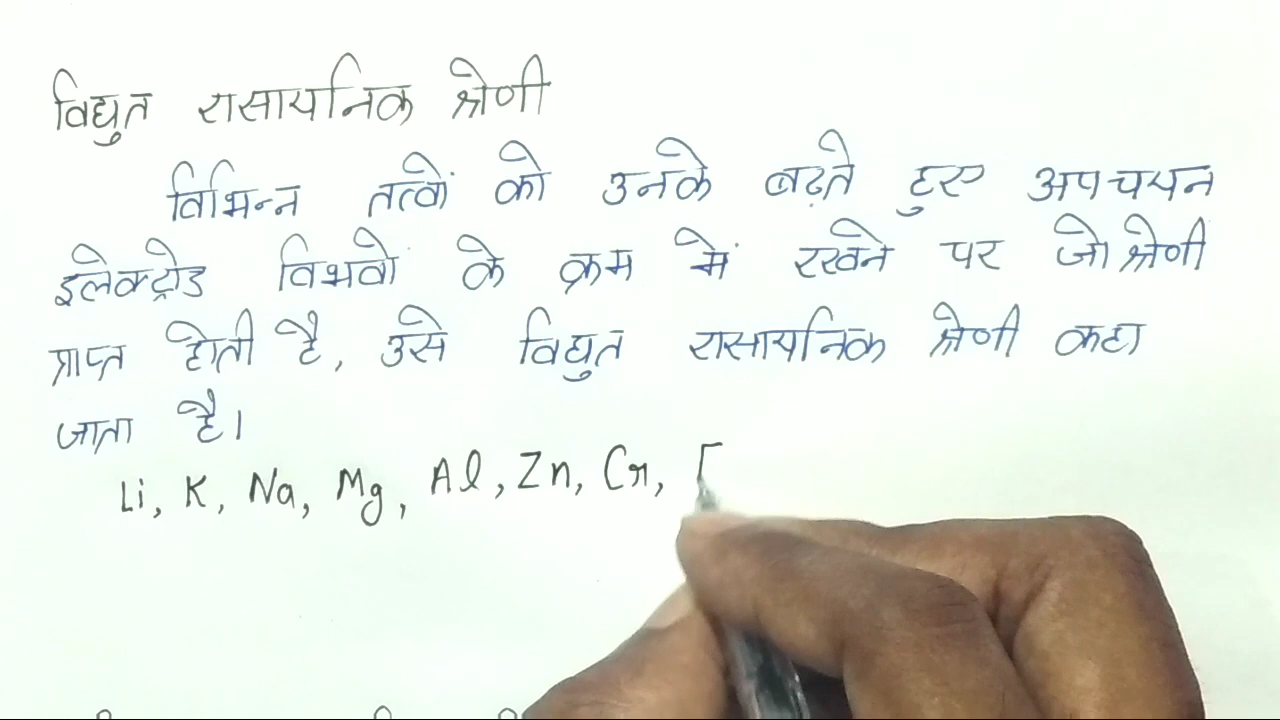 विद्युत रासायनिक श्रेणी
विभिन्न तत्वों को उनके बढ़ते हुए अपचयन
इलेक्ट्रोड विभवों के क्रम में रखने पर जो श्रेणी
प्राप्त होती है, उसे विद्युत रासायनिक श्रेणी कहा
जाता है।
Li, K, Na, Mg, Al, Zn, Cr,